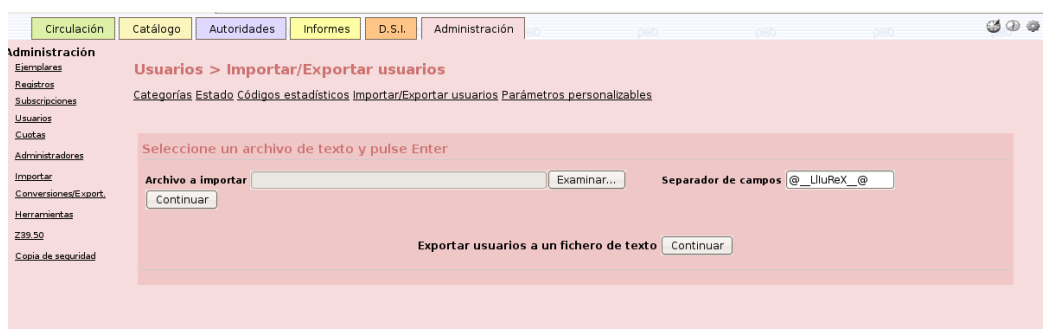 Circulación Catálogo Autoridades Informes D.S.I. Administración
Administración
Ejemplares
Registros
Subscripciones
Usuarios
Cuotas
Administradores
Importar
Conversiones/Export.
Herramientas
Z39.50
Copia de seguridad
Usuarios > Importar/Exportar usuarios
Categorías Estado Códigos estadísticos Importar/Exportar usuarios Parámetros personalizables
Seleccione un archivo de texto y pulse Enter
Archivo a importar Examinar... Separador de campos @__LlIuReX__@
Continuar
Exportar usuarios a un fichero de texto Continuar